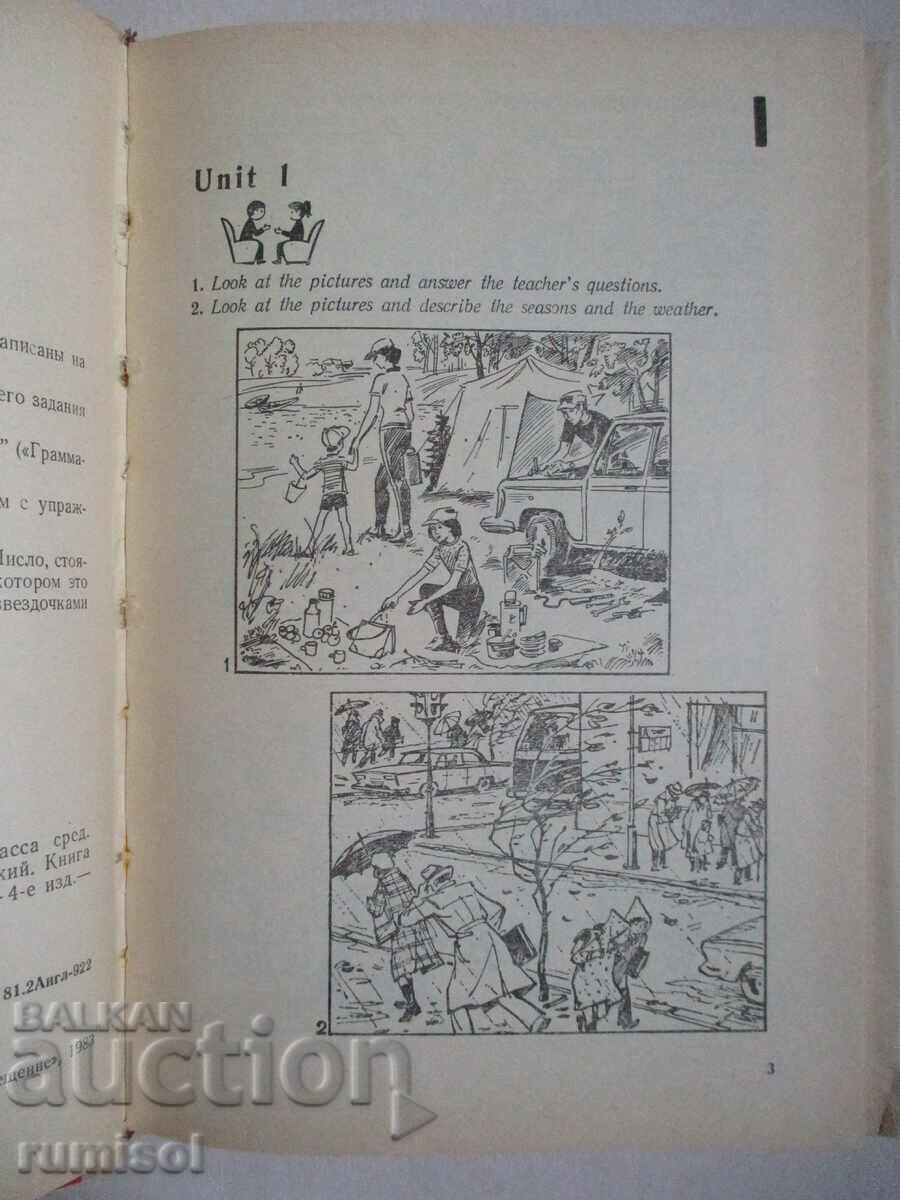 аписаны на
его задания
” («Грамма-
м с упраж-
Число, стоя-
котором это
звездочками
асса сред.
кий. Книга
4-е изд.—
81.2Англ-922
ещение», 1983
I
Unit 1
1. Look at the pictures and answer the teacher's questions.
2. Look at the pictures and describe the seasons and the weather.
1
2
3
BALKAN
auction
rumisol